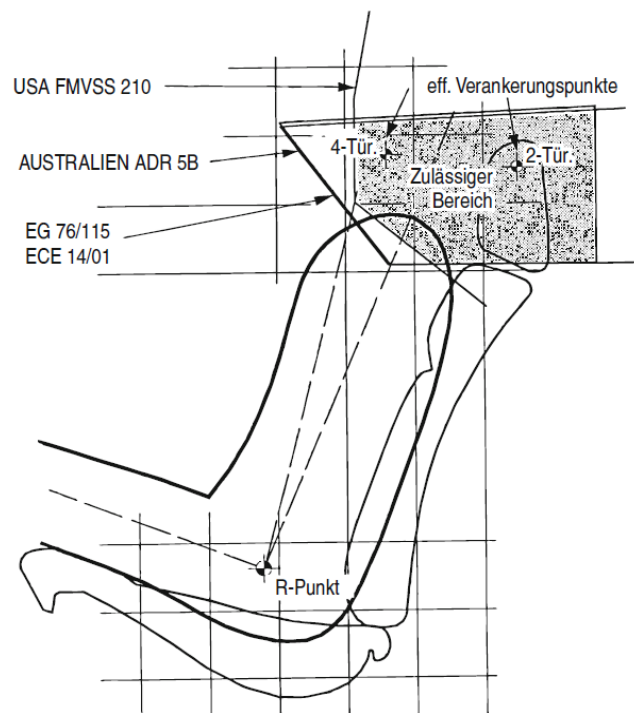 USA FMVSS 210
eff. Verankerungspunkte
4-Tür.
2-Tür.
AUSTRALIEN ADR 5B
Zulässiger
Bereich
EG 76/115
ECE 14/01
R-Punkt